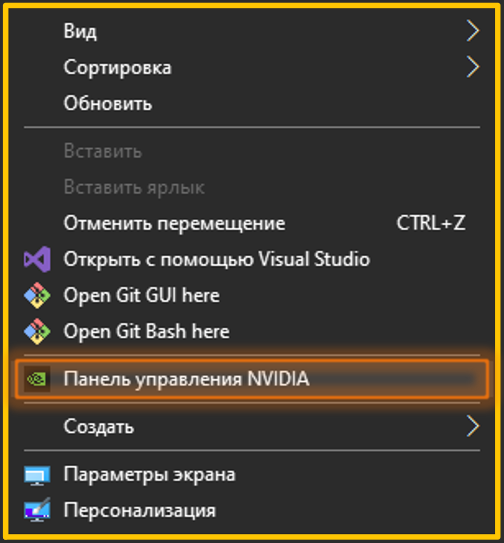 Вид
Сортировка
Обновить
Вставить
Вставить ярлык
Отменить перемещение CTRL+Z
Открыть с помощью Visual Studio
Open Git GUI here
Open Git Bash here
Панель управления NVIDIA
Создать
Параметры экрана
Персонализация